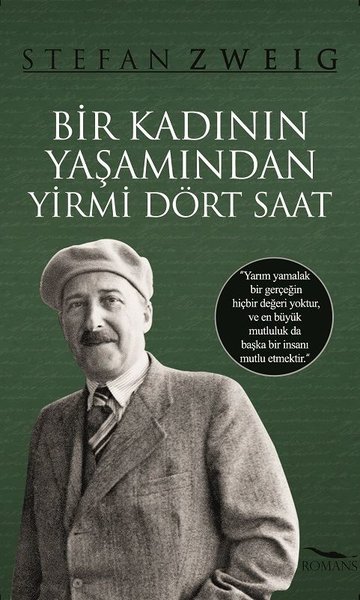 STEFAN ZWEIG
BİR KADININ
YAŞAMINDAN
YİRMİ DÖRT SAAT
"Yarım yamalak
bir gerçeğin
hiçbir değeri yoktur,
ve en büyük
mutluluk da
başka bir insanı
mutlu etmektir."
ROMANS